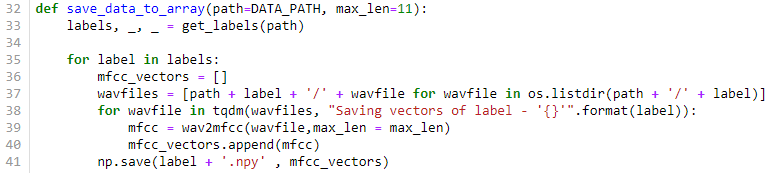 32 def save_data_to_array(path=DATA_PATH, max_len=11):
33     labels, _, _ = get_labels(path)
34
35     for label in labels:
36         mfcc_vectors = []
37         wavfiles = [path + label + '/' + wavfile for wavfile in os.listdir(path + '/' + label)]
38         for wavfile in tqdm(wavfiles, "Saving vectors of label - '{}'".format(label)):
39             mfcc = wav2mfcc(wavfile,max_len = max_len)
40             mfcc_vectors.append(mfcc)
41         np.save(label + '.npy' , mfcc_vectors)